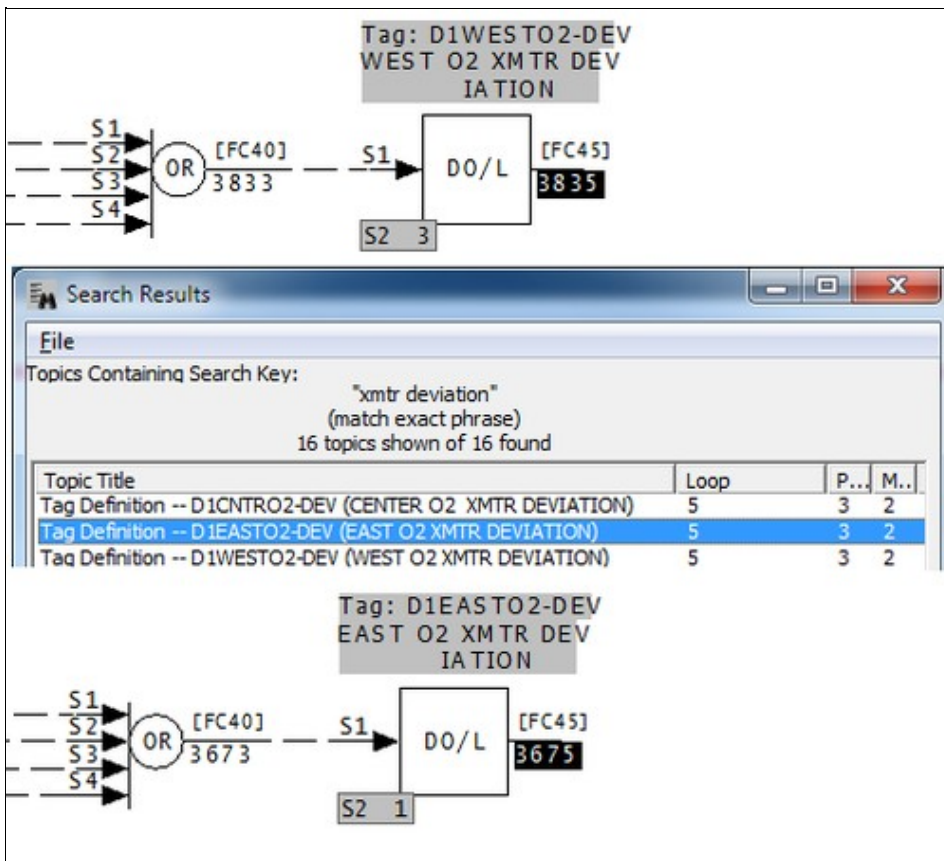 Tag: D1WESTO2-DEV
WEST O2 XMTR DEV
IATION
S1
S2
S3
S4
OR
[FC40]
3833
S1
DO/L
[FC45]
3835
S2 3
Search Results
File
Topics Containing Search Key:
"xmtr deviation"
(match exact phrase)
16 topics shown of 16 found
Topic Title Loop P... M..
Tag Definition -- D1CNTRO2-DEV (CENTER O2 XMTR DEVIATION) 5 3 2
Tag Definition -- D1EASTO2-DEV (EAST O2 XMTR DEVIATION) 5 3 2
Tag Definition -- D1WESTO2-DEV (WEST O2 XMTR DEVIATION) 5 3 2
Tag: D1EASTO2-DEV
EAST O2 XMTR DEV
IATION
S1
S2
S3
S4
OR
[FC40]
3673
S1
DO/L
[FC45]
3675
S2 1